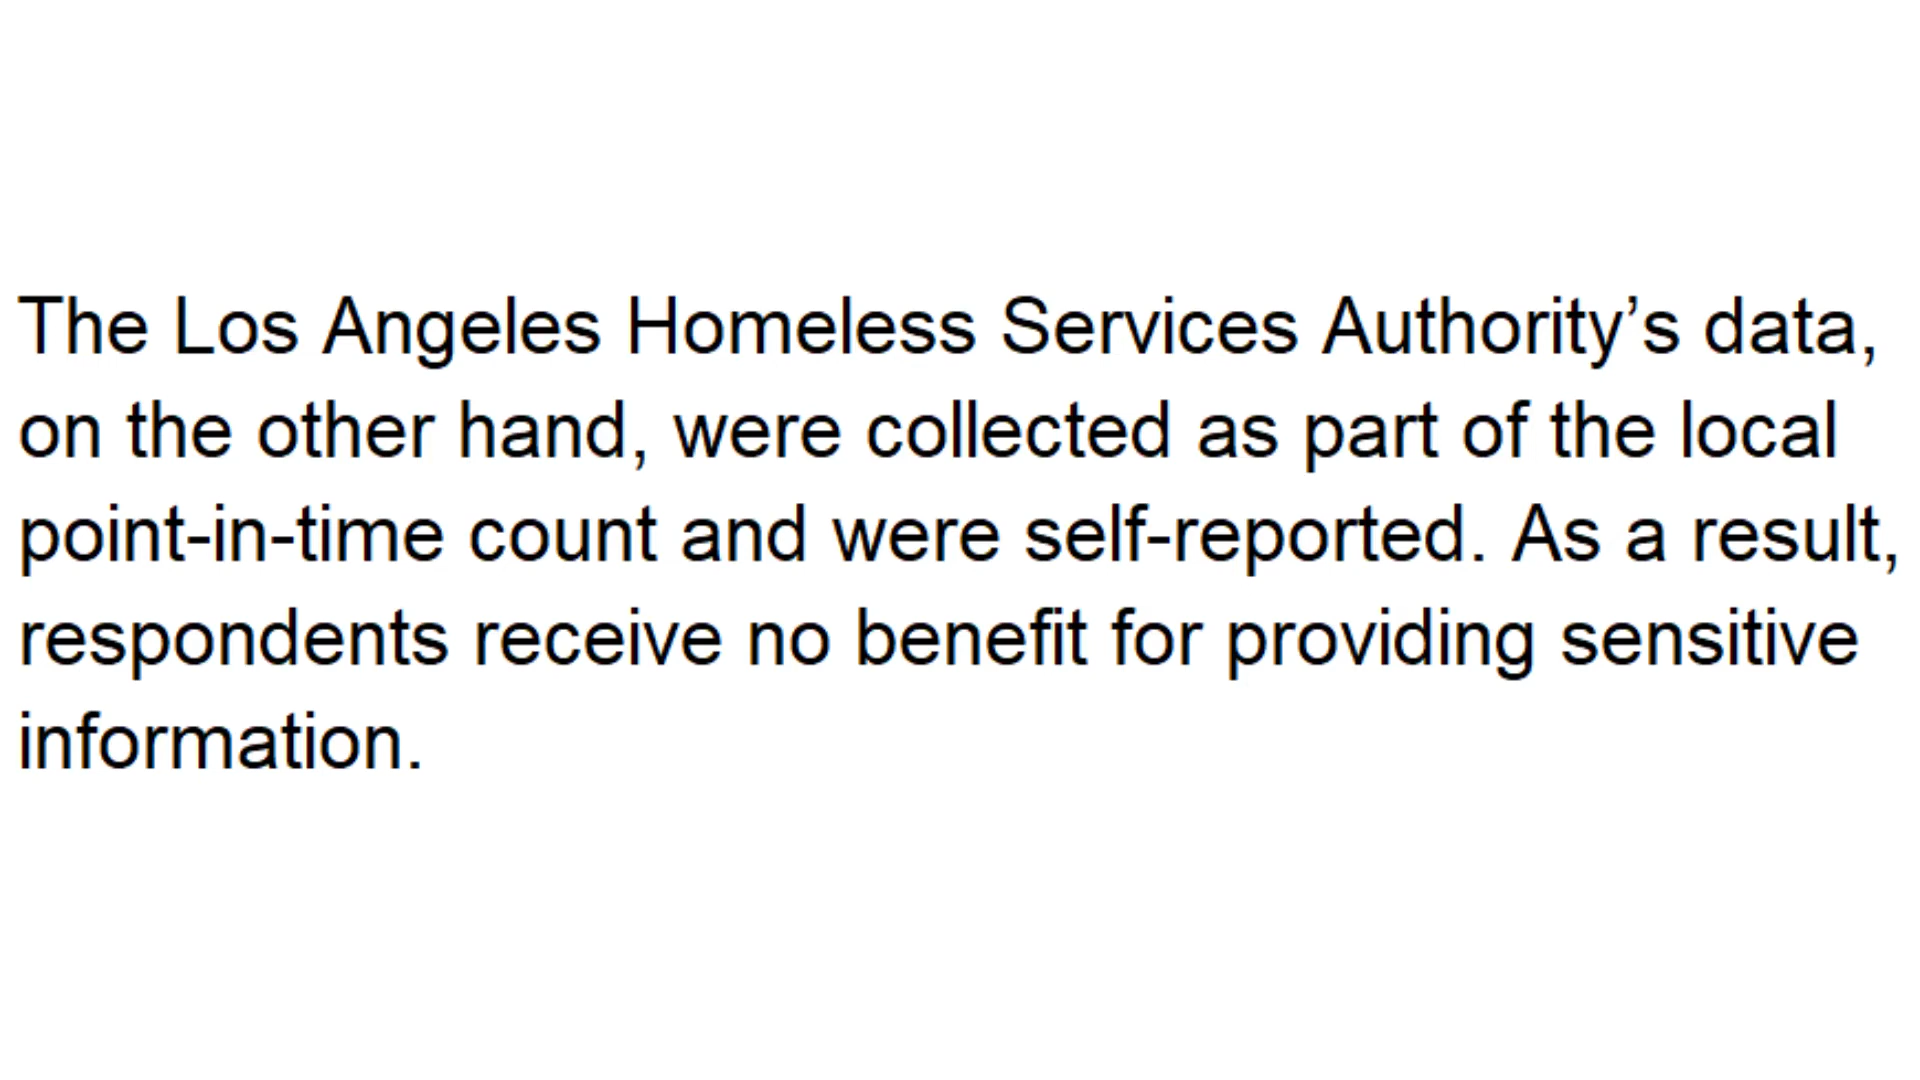 The Los Angeles Homeless Services Authority’s data,
on the other hand, were collected as part of the local
point-in-time count and were self-reported. As a result,
respondents receive no benefit for providing sensitive
information.